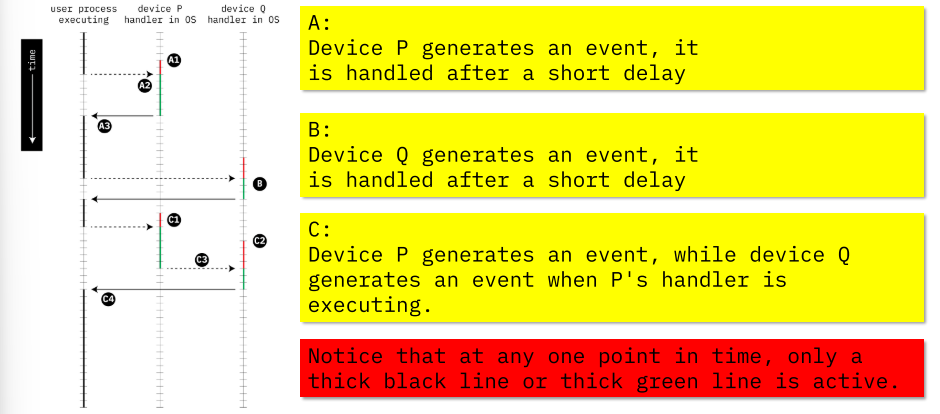 user process
executing
device P
handler in OS
device Q
handler in OS
time
A1
A2
A3
B
C1
C2
C3
C4
A:
Device P generates an event, it
is handled after a short delay
B:
Device Q generates an event, it
is handled after a short delay
C:
Device P generates an event, while device Q
generates an event when P's handler is
executing.
Notice that at any one point in time, only a
thick black line or thick green line is active.